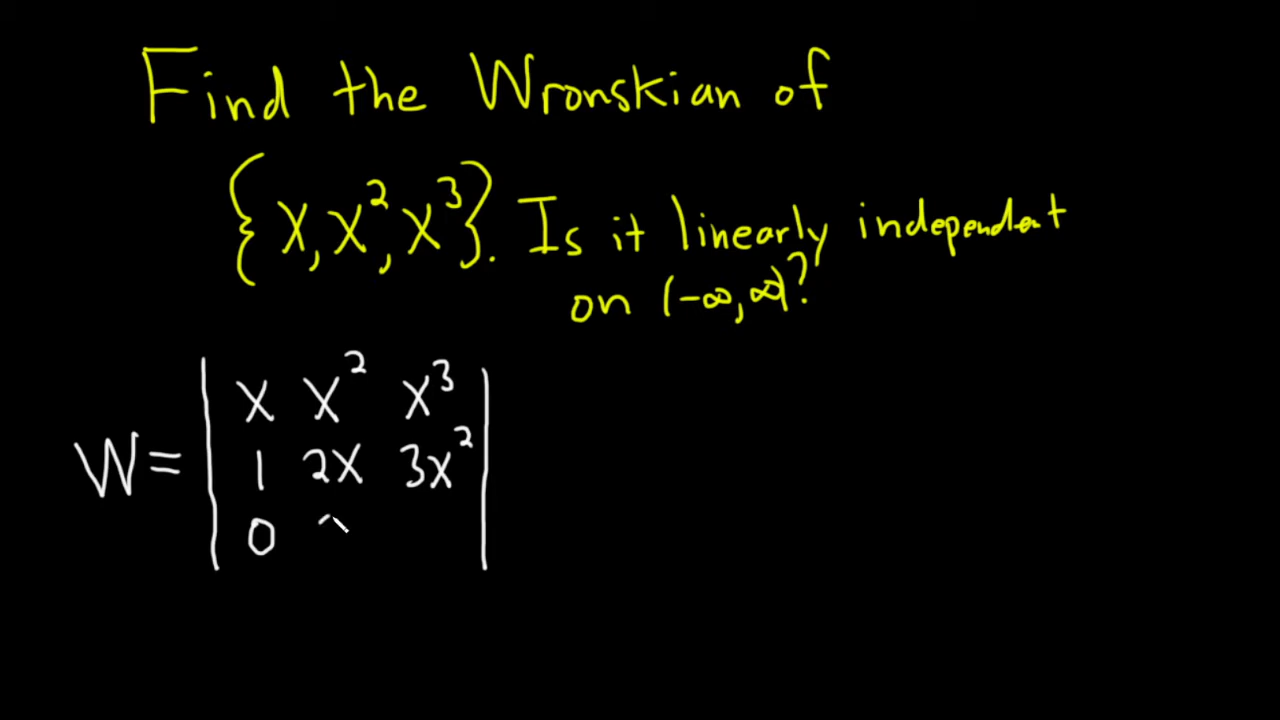 Find the Wronskian of
{x, x², x³}. Is it linearly independent
on (-∞, ∞)?
x x² x³
W = 1 2x 3x²
0